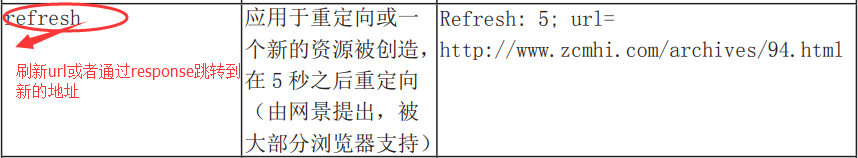 refresh
刷新url或者通过response跳转到
新的地址
应用于重定向或一
个新的资源被创造，
在 5 秒之后重定向
（由网景提出，被
大部分浏览器支持）
Refresh: 5; url=
http://www.zcmhi.com/archives/94.html